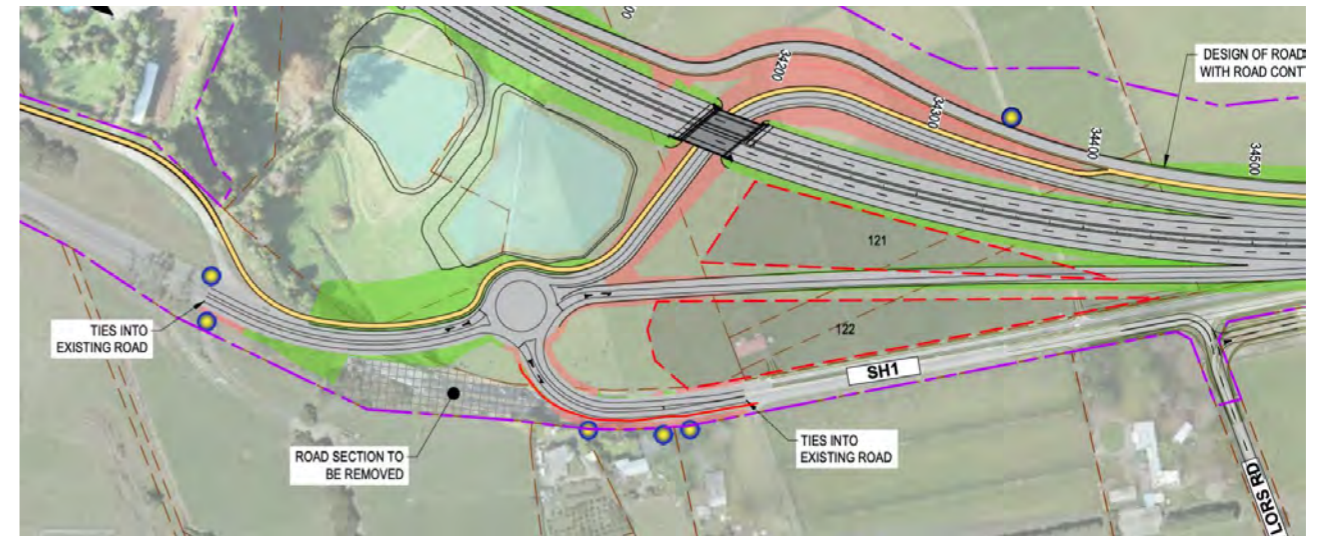 00
34200
34300
34400
34500
DESIGN OF ROAD
WITH ROAD CONT
121
122
TIES INTO
EXISTING ROAD
SH1
ROAD SECTION TO
BE REMOVED
TIES INTO
EXISTING ROAD
LORS RD